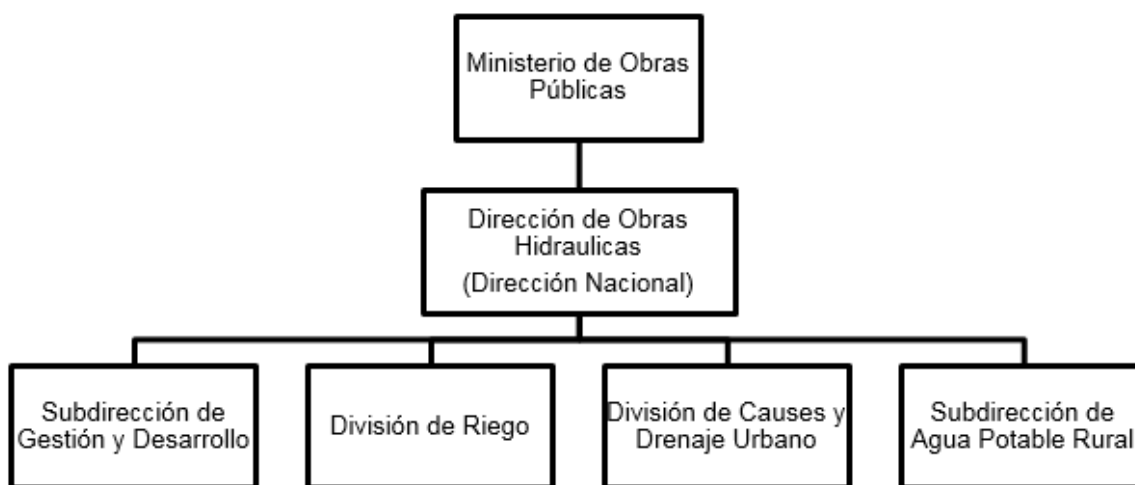 Ministerio de Obras
Públicas
Dirección de Obras
Hidraulicas
(Dirección Nacional)
Subdirección de
Gestión y Desarrollo
División de Riego
División de Causes y
Drenaje Urbano
Subdirección de
Agua Potable Rural